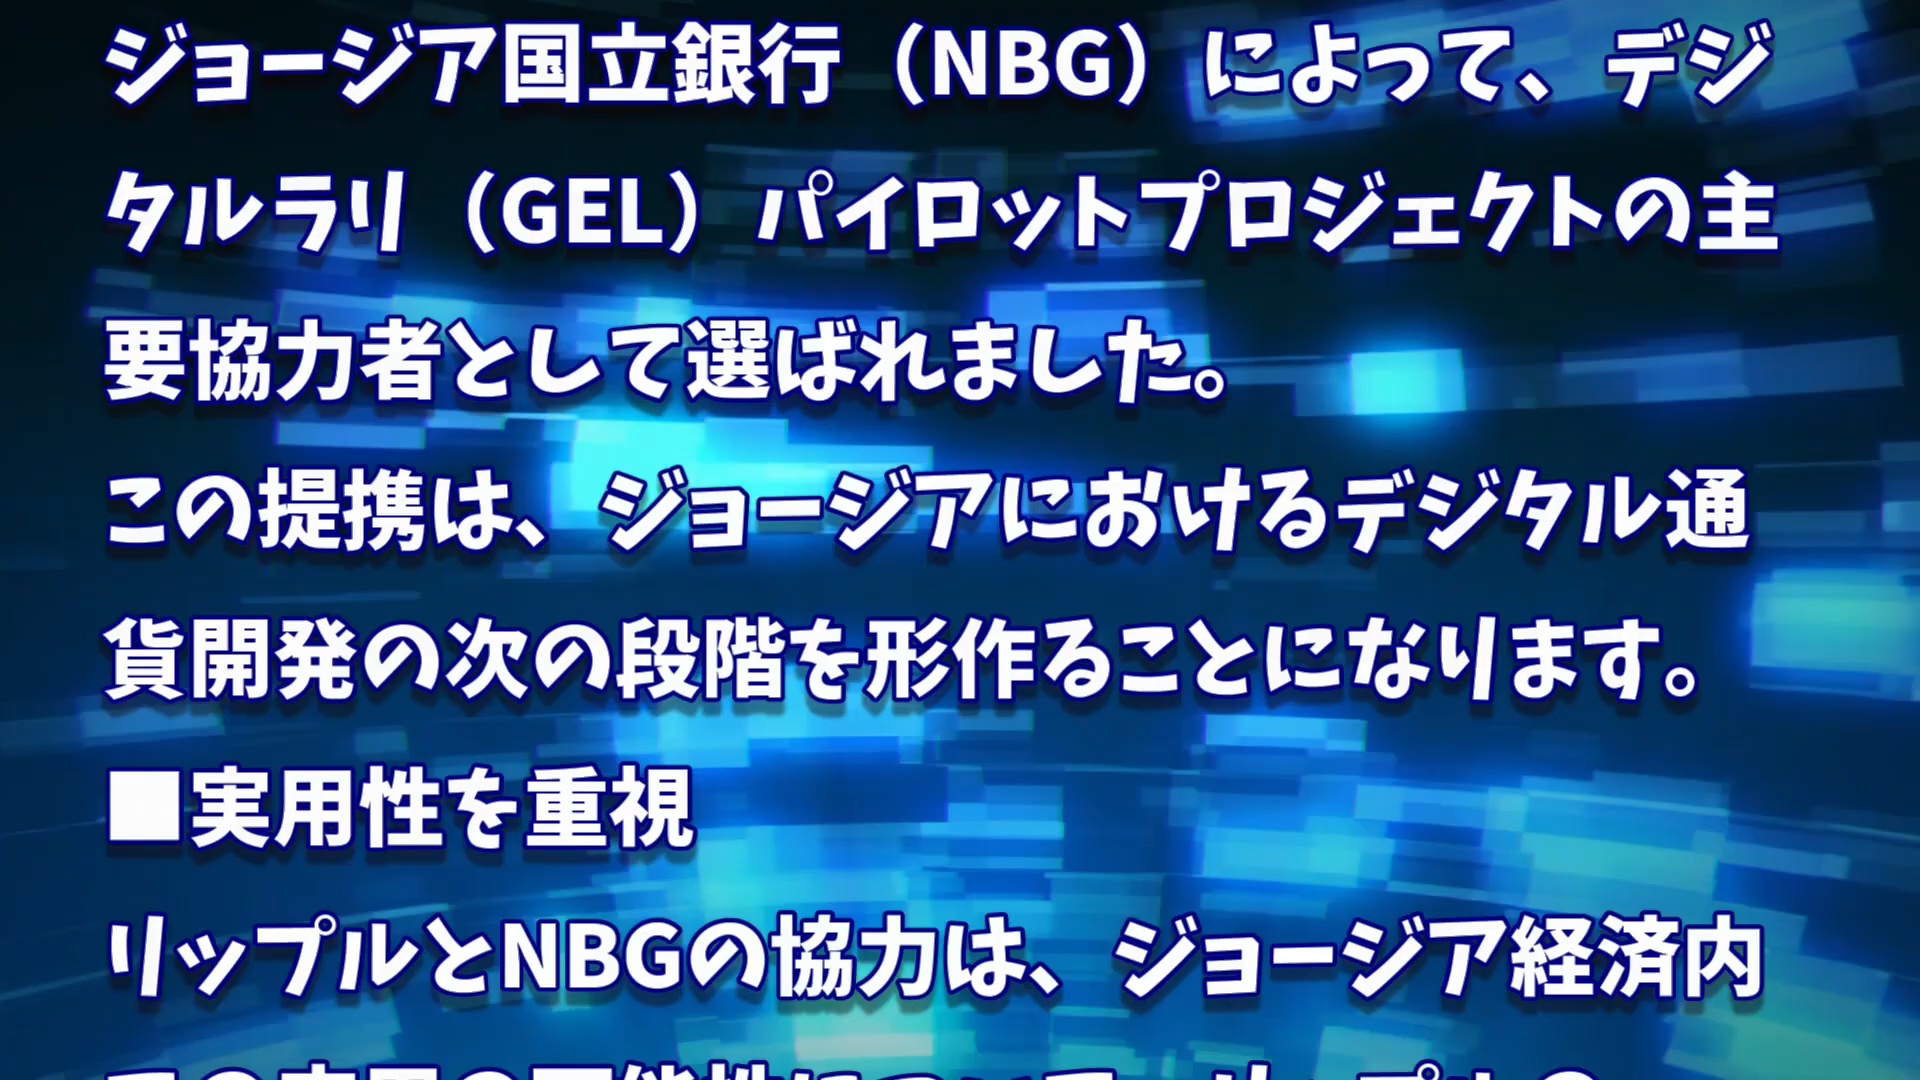 ジョージア国立銀行（NBG）によって、デジ
タルラリ（GEL）パイロットプロジェクトの主
要協力者として選ばれました。
この提携は、ジョージアにおけるデジタル通
貨開発の次の段階を形作ることになります。
■実用性を重視
リップルとNBGの協力は、ジョージア経済内